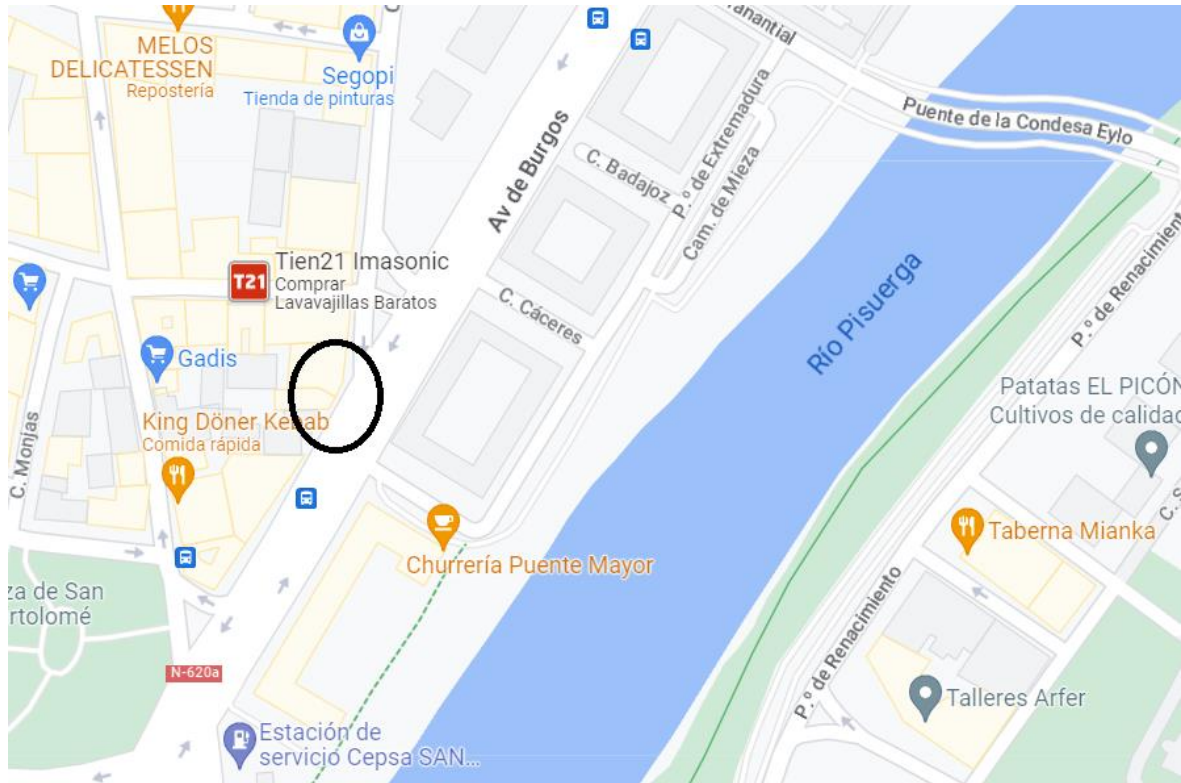 MELOS
DELICATESSEN
Repostería
Segopi
Tienda de pinturas
Av de Burgos
C. Badajoz
P.º de Extremadura
Cam. de Mieza
Puente de la Condesa Eylo
T21
Tien21 Imasonic
Comprar
Lavavajillas Baratos
C. Cáceres
Río Pisuerga
P.º de Renacimiento
Gadis
King Döner Kebab
Comida rápida
C. Monjas
Patatas EL PICÓN
Cultivos de calidad
Taberna Mianka
Churrería Puente Mayor
za de San
rtolomé
N-620a
P.º de Renacimiento
Talleres Arfer
Estación de
servicio Cepsa SAN...